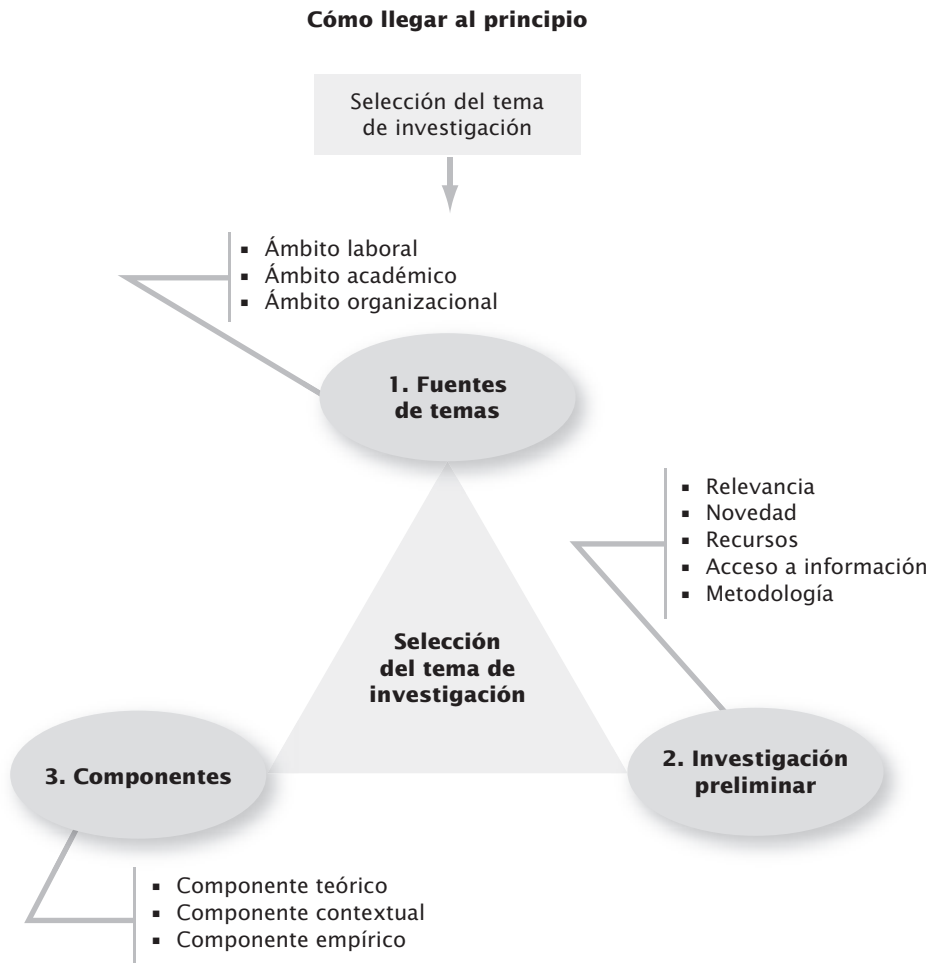 Cómo llegar al principio
Selección del tema
de investigación
▪ Ámbito laboral
▪ Ámbito académico
▪ Ámbito organizacional
1. Fuentes
de temas
▪ Relevancia
▪ Novedad
▪ Recursos
▪ Acceso a información
▪ Metodología
Selección
del tema de
investigación
2. Investigación
preliminar
3. Componentes
▪ Componente teórico
▪ Componente contextual
▪ Componente empírico